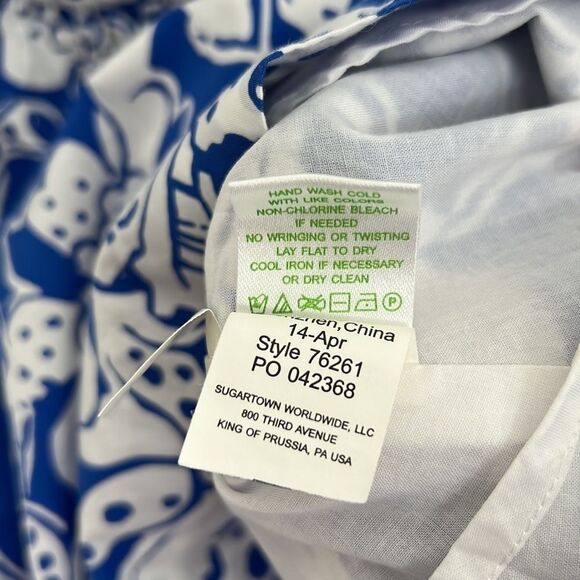 HAND WASH COLD
WITH LIKE COLORS
NON-CHLORINE BLEACH
IF NEEDED
NO WRINGING OR TWISTING
LAY FLAT TO DRY
COOL IRON IF NECESSARY
OR DRY CLEAN
P
China
14-Apr
Style 76261
PO 042368
SUGARTOWN WORLDWIDE, LLC
800 THIRD AVENUE
KING OF PRUSSIA, PA USA